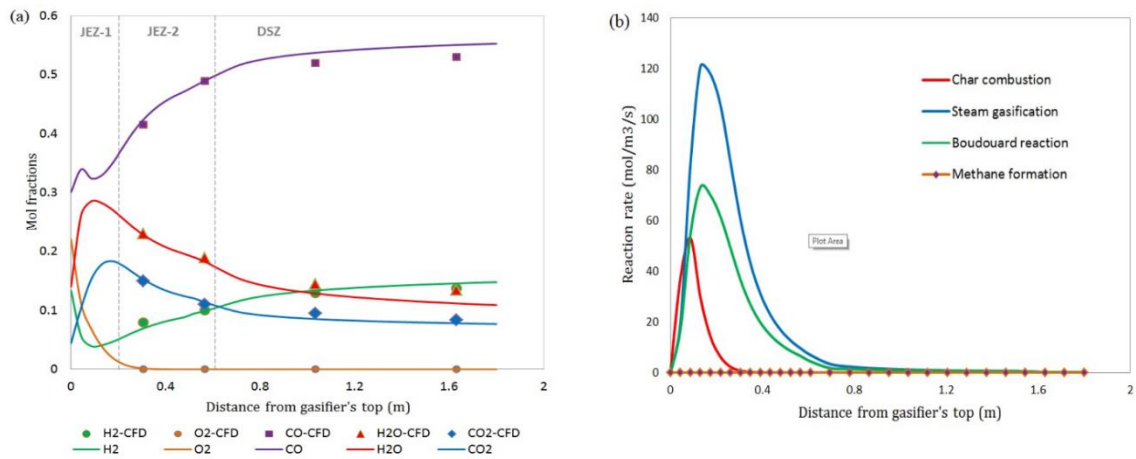 (a)
0.6
0.5
0.4
0.3
0.2
0.1
0
Mol fractions
JEZ-1 JEZ-2 DSZ
0 0.4 0.8 1.2 1.6 2
Distance from gasifier's top (m)
H2-CFD O2-CFD CO-CFD H2O-CFD CO2-CFD
H2 O2 CO H2O CO2
(b)
140
120
100
80
60
40
20
0
Reaction rate (mol/m3/s)
Char combustion
Steam gasification
Boudouard reaction
Methane formation
Plot Area
0 0.4 0.8 1.2 1.6 2
Distance from gasifier's top (m)